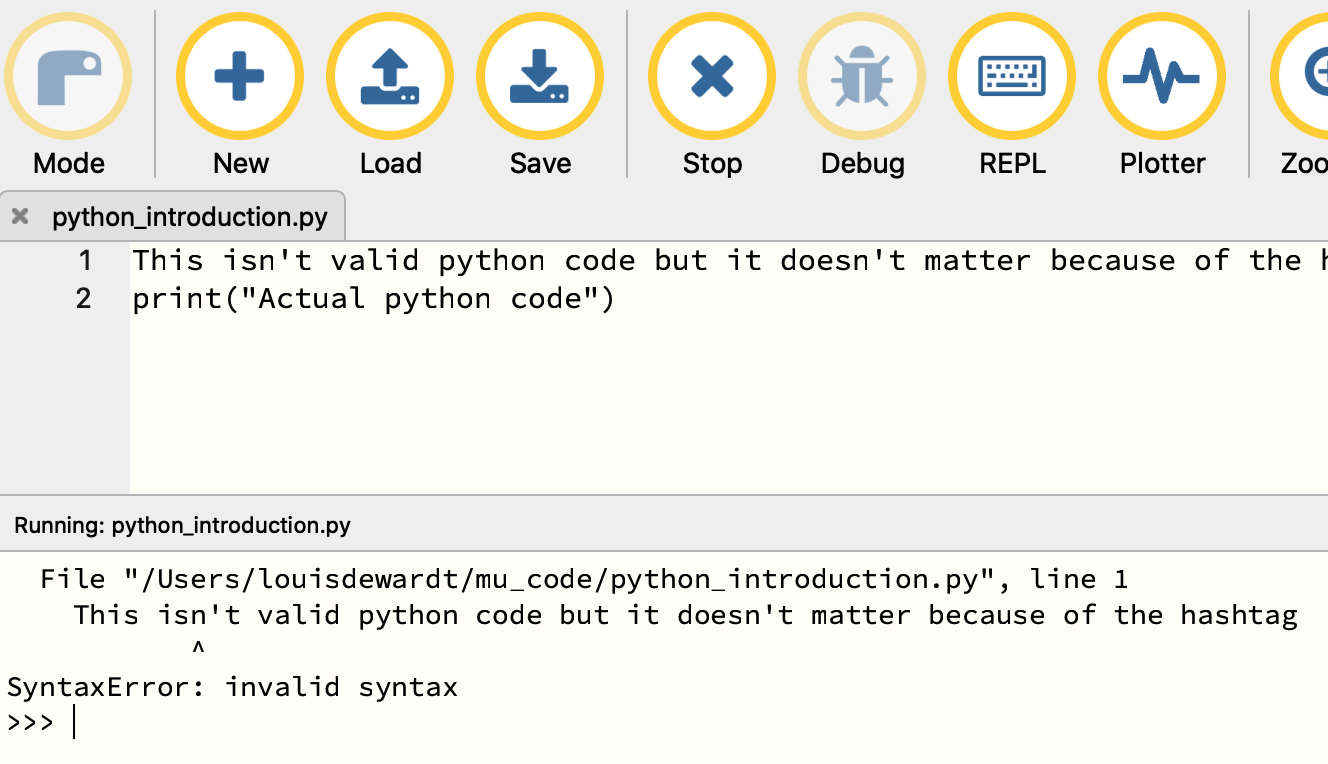 Mode New Load Save Stop Debug REPL Plotter Zoo
python_introduction.py
1 This isn't valid python code but it doesn't matter because of the h
2 print("Actual python code")
Running: python_introduction.py
File "/Users/louisdewardt/mu_code/python_introduction.py", line 1
This isn't valid python code but it doesn't matter because of the hashtag
^
SyntaxError: invalid syntax
>>>